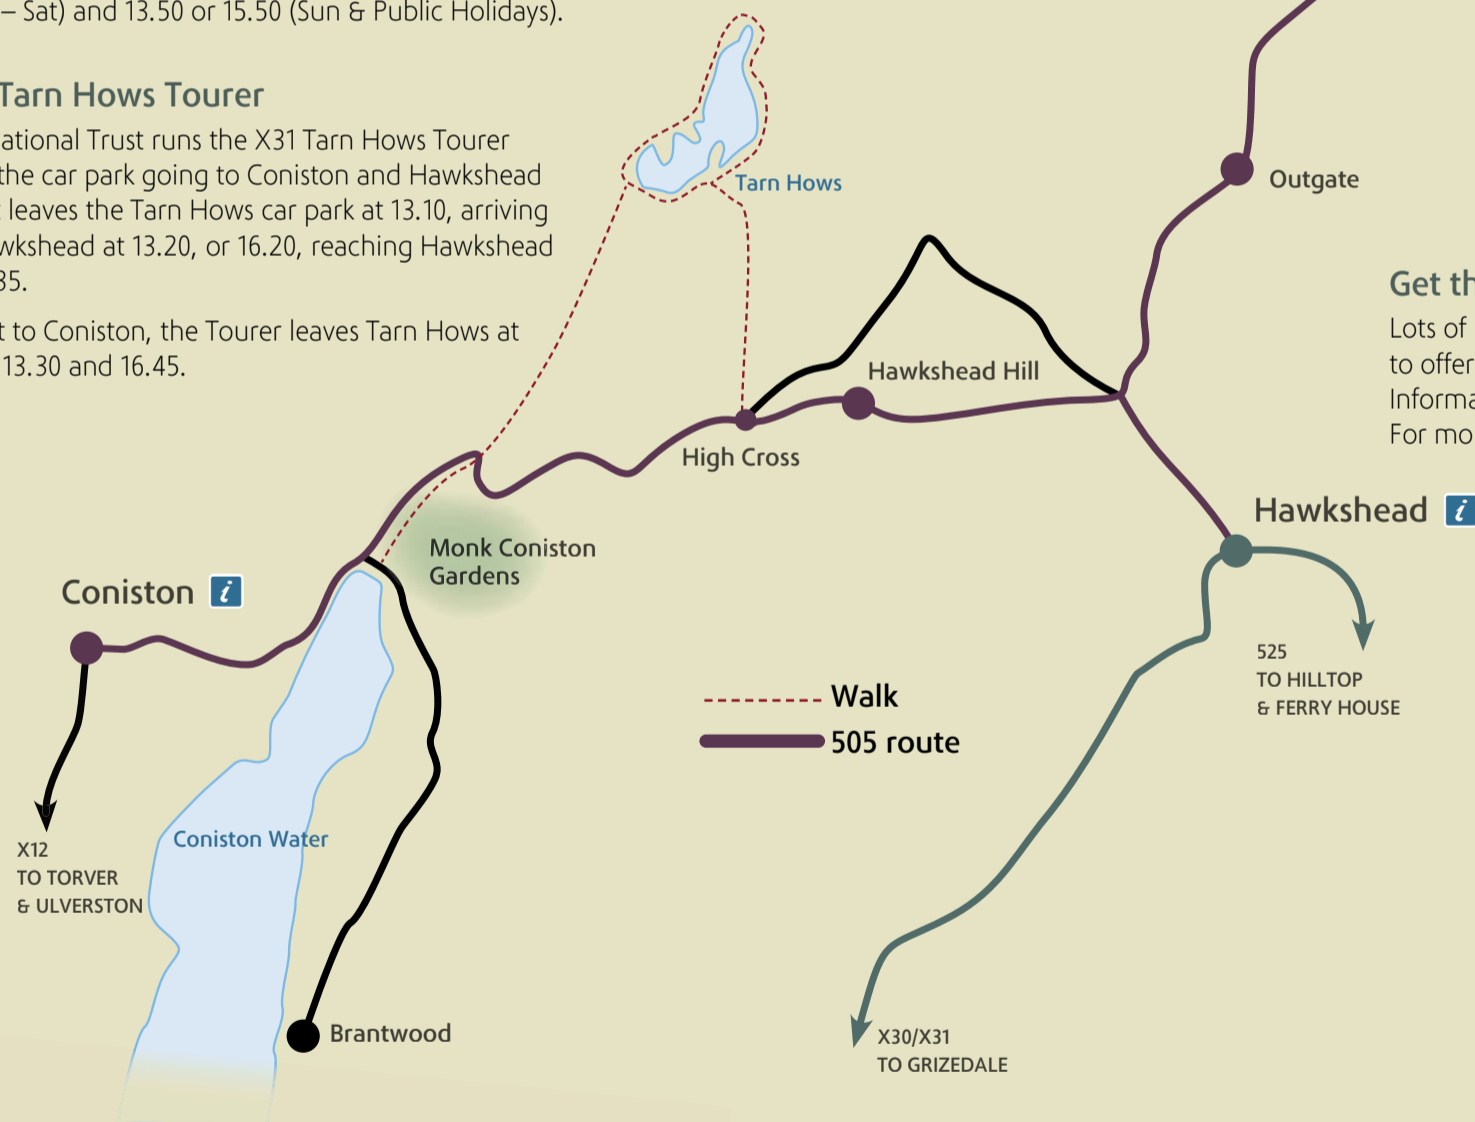 – Sat) and 13.50 or 15.50 (Sun & Public Holidays).
Tarn Hows Tourer
ational Trust runs the X31 Tarn Hows Tourer
the car park going to Coniston and Hawkshead
t leaves the Tarn Hows car park at 13.10, arriving
wkshead at 13.20, or 16.20, reaching Hawkshead
35.
t to Coniston, the Tourer leaves Tarn Hows at
13.30 and 16.45.
Tarn Hows
Outgate
Get th
Lots of
to offer
Informa
For mo
Hawkshead Hill
High Cross
Hawkshead i
Monk Coniston
Gardens
Coniston i
525
TO HILLTOP
& FERRY HOUSE
Walk
505 route
Coniston Water
X12
TO TORVER
& ULVERSTON
Brantwood
X30/X31
TO GRIZEDALE